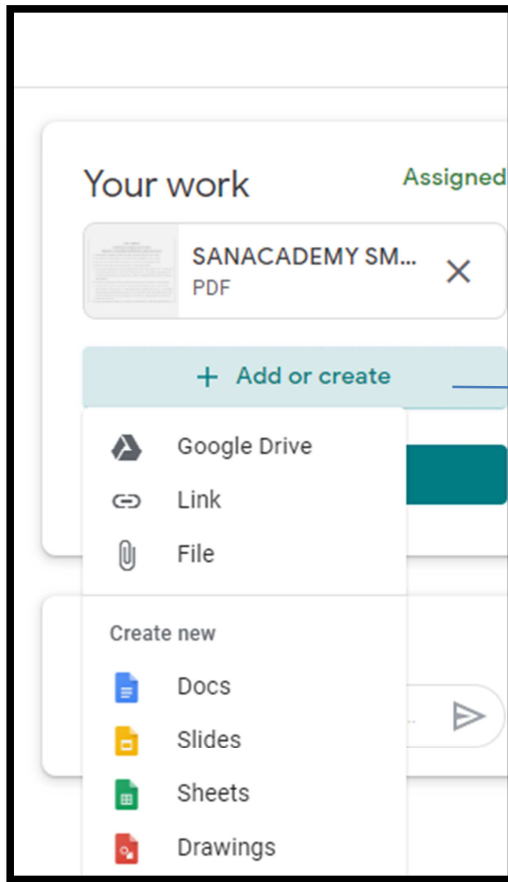 Your work
Assigned
SANACADEMY SM...
PDF
+ Add or create
Google Drive
Link
File
Create new
Docs
Slides
Sheets
Drawings